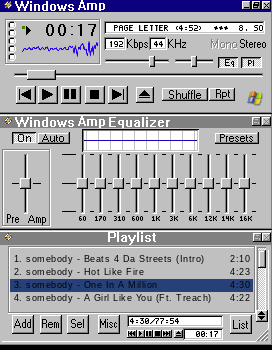 Windows Amp
00:17
PAGE LETTER (4:52) *** 8. 50
192 Kbps 44 KHz Mono Stereo
Eq Pl
Shuffle Rpt
Windows Amp Equalizer
On Auto Presets
Pre Amp 60 170 310 600 1K 3K 6K 12K 14K 16K
Playlist
1. somebody - Beats 4 Da Streets (Intro) 2:10
2. somebody - Hot Like Fire 4:23
3. somebody - One In A Million 4:30
4. somebody - A Girl Like You (Ft. Treach) 4:22
Add Rem Sel Misc 4:30/77:54 List
00:17